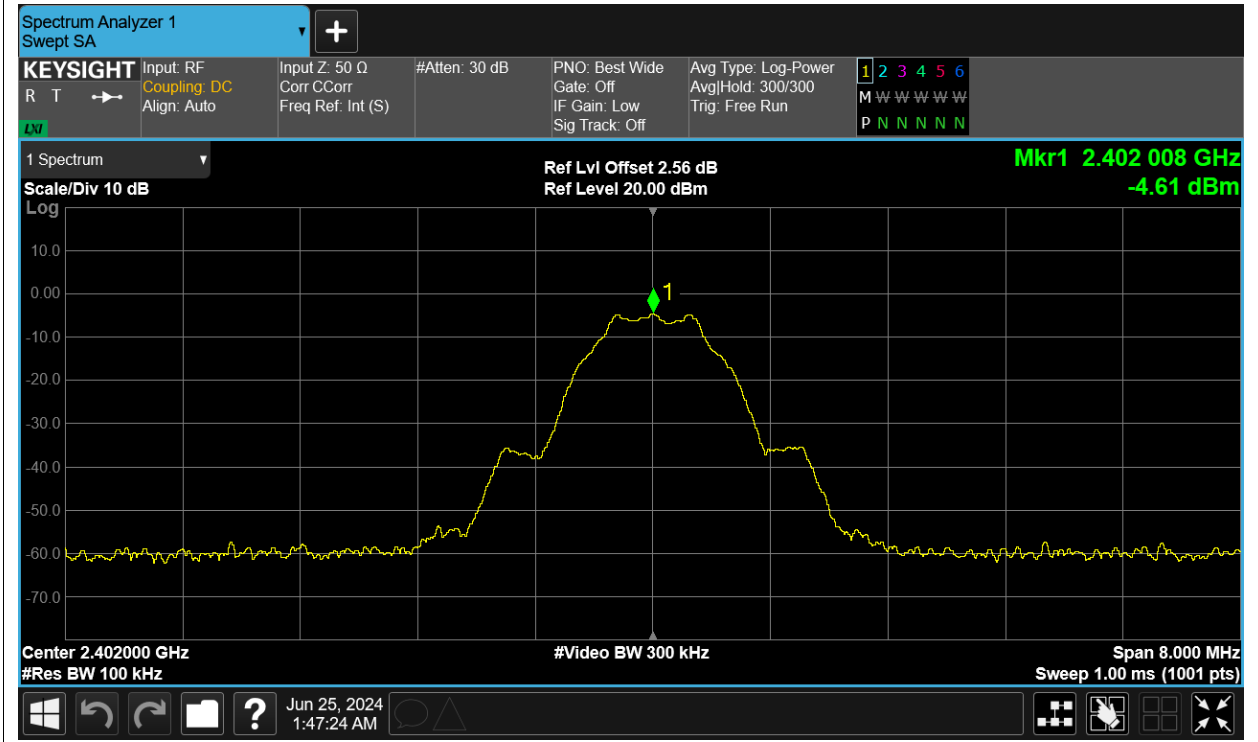 Spectrum Analyzer 1
Swept SA
KEYSIGHT
R T
LXI
Input: RF
Coupling: DC
Align: Auto
Input Z: 50 Ω
Corr CCorr
Freq Ref: Int (S)
#Atten: 30 dB
PNO: Best Wide
Gate: Off
IF Gain: Low
Sig Track: Off
Avg Type: Log-Power
Avg|Hold: 300/300
Trig: Free Run
1 2 3 4 5 6
M W W W W W
P N N N N N
1 Spectrum
Scale/Div 10 dB
Log
Ref Lvl Offset 2.56 dB
Ref Level 20.00 dBm
Mkr1 2.402 008 GHz
-4.61 dBm
10.0
0.00
-10.0
-20.0
-30.0
-40.0
-50.0
-60.0
-70.0
1
Center 2.402000 GHz
#Res BW 100 kHz
#Video BW 300 kHz
Span 8.000 MHz
Sweep 1.00 ms (1001 pts)
?
Jun 25, 2024
1:47:24 AM